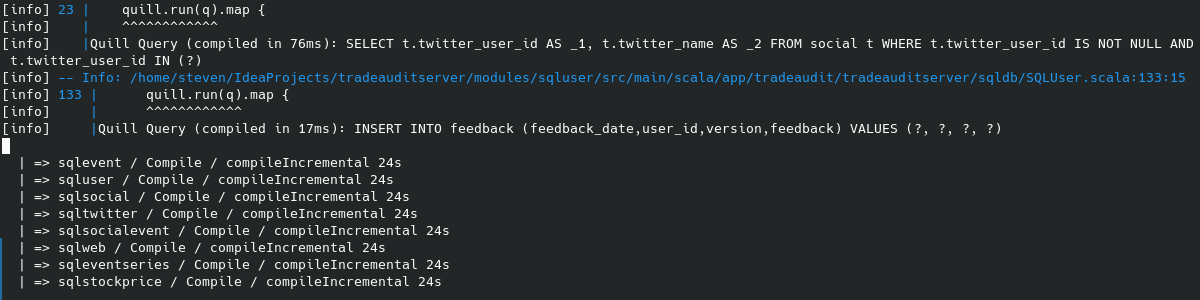 [info] 23 |    quill.run(q).map {
[info]    |    ^^^^^^^^^^^^
[info]    |Quill Query (compiled in 76ms): SELECT t.twitter_user_id AS _1, t.twitter_name AS _2 FROM social t WHERE t.twitter_user_id IS NOT NULL AND
 t.twitter_user_id IN (?)
[info] -- Info: /home/steven/IdeaProjects/tradeauditserver/modules/sqluser/src/main/scala/app/tradeaudit/tradeauditserver/sqldb/SQLUser.scala:133:15
[info] 133 |      quill.run(q).map {
[info]     |      ^^^^^^^^^^^^
[info]     |Quill Query (compiled in 17ms): INSERT INTO feedback (feedback_date,user_id,version,feedback) VALUES (?, ?, ?, ?)
  | => sqlevent / Compile / compileIncremental 24s
  | => sqluser / Compile / compileIncremental 24s
  | => sqlsocial / Compile / compileIncremental 24s
  | => sqltwitter / Compile / compileIncremental 24s
  | => sqlsocialevent / Compile / compileIncremental 24s
  | => sqlweb / Compile / compileIncremental 24s
  | => sqleventseries / Compile / compileIncremental 24s
  | => sqlstockprice / Compile / compileIncremental 24s